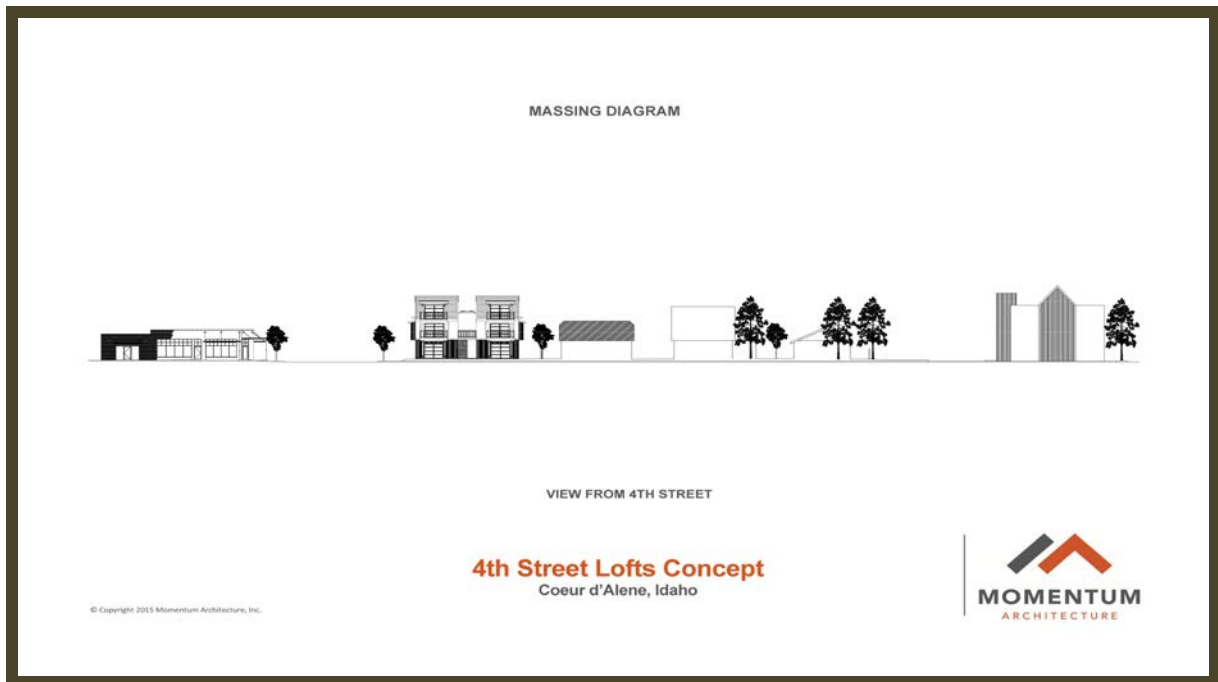 MASSING DIAGRAM
VIEW FROM 4TH STREET
4th Street Lofts Concept
Coeur d'Alene, Idaho
© Copyright 2015 Momentum Architecture, Inc.
MOMENTUM
ARCHITECTURE